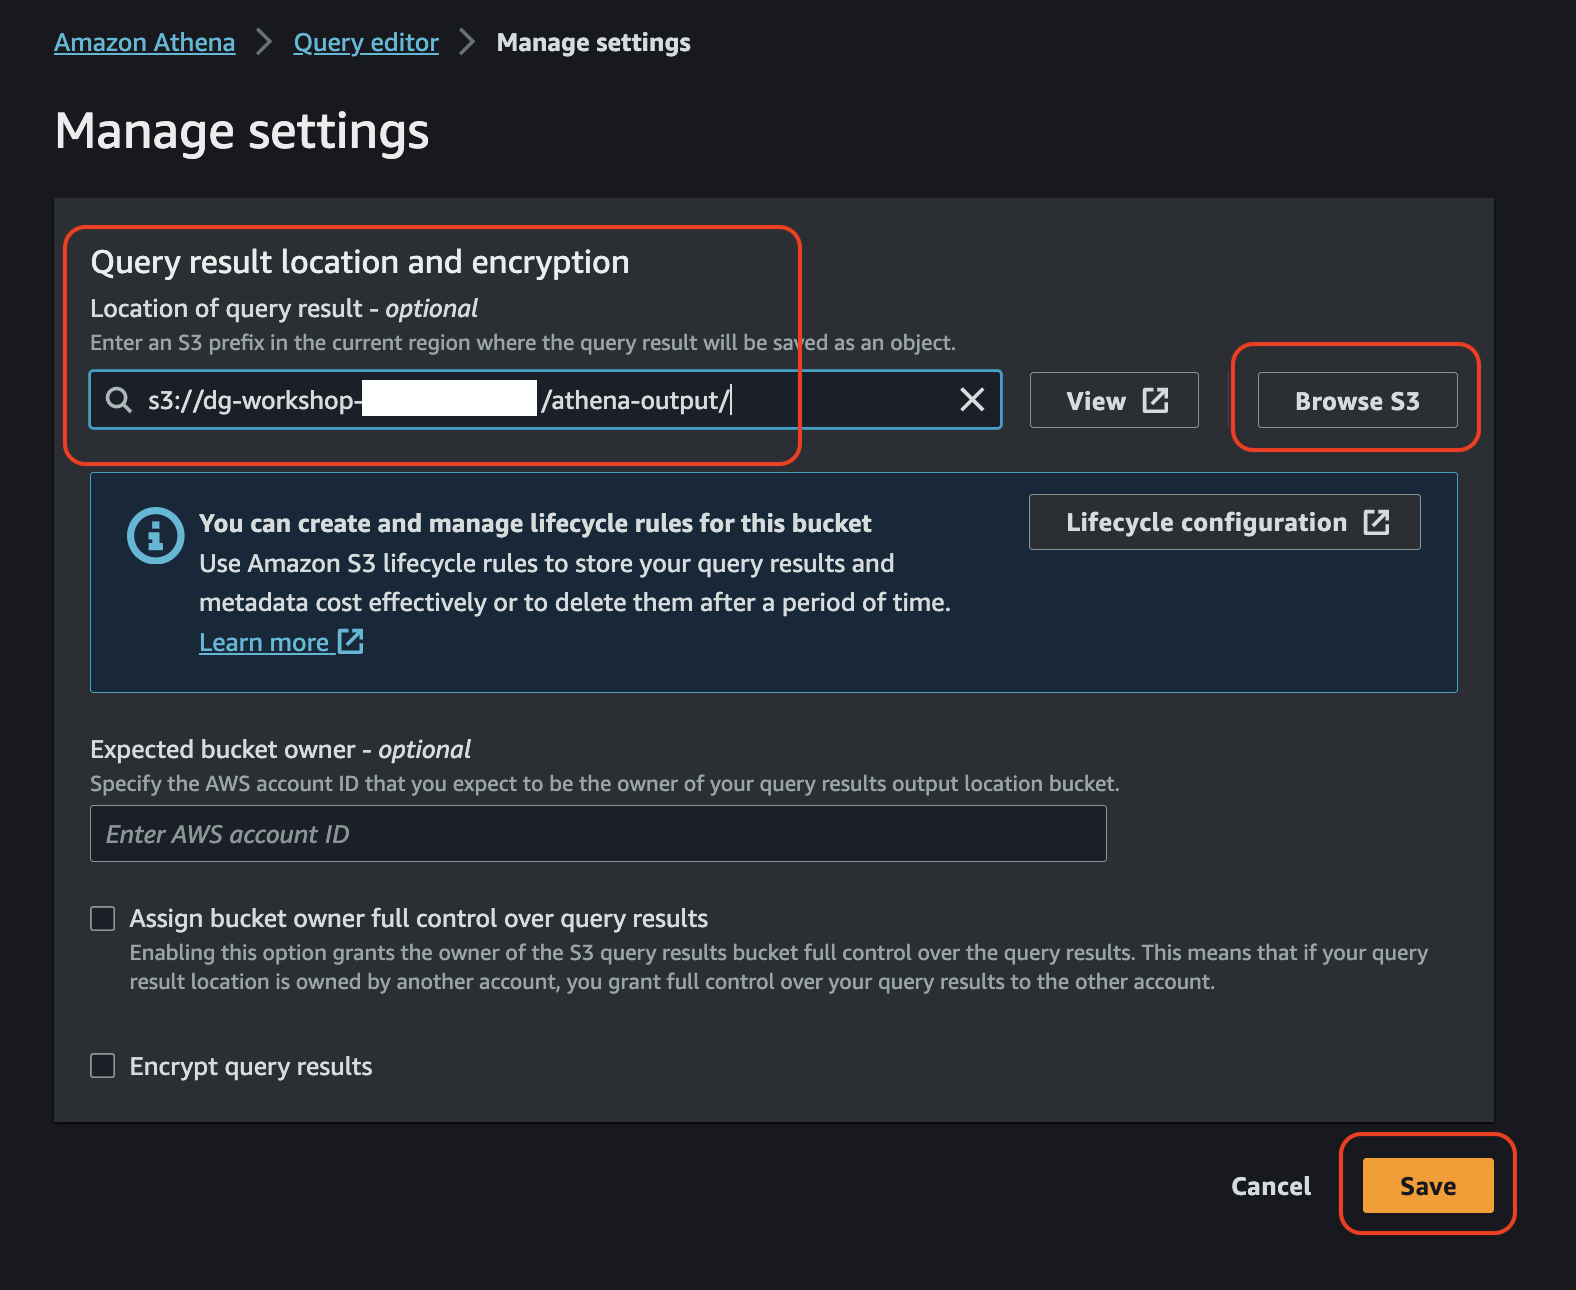 Amazon Athena > Query editor > Manage settings
Manage settings
Query result location and encryption
Location of query result - optional
Enter an S3 prefix in the current region where the query result will be saved as an object.
s3://dg-workshop- /athena-output/
View
Browse S3
You can create and manage lifecycle rules for this bucket
Lifecycle configuration
Use Amazon S3 lifecycle rules to store your query results and
metadata cost effectively or to delete them after a period of time.
Learn more
Expected bucket owner - optional
Specify the AWS account ID that you expect to be the owner of your query results output location bucket.
Enter AWS account ID
Assign bucket owner full control over query results
Enabling this option grants the owner of the S3 query results bucket full control over the query results. This means that if your query
result location is owned by another account, you grant full control over your query results to the other account.
Encrypt query results
Cancel
Save